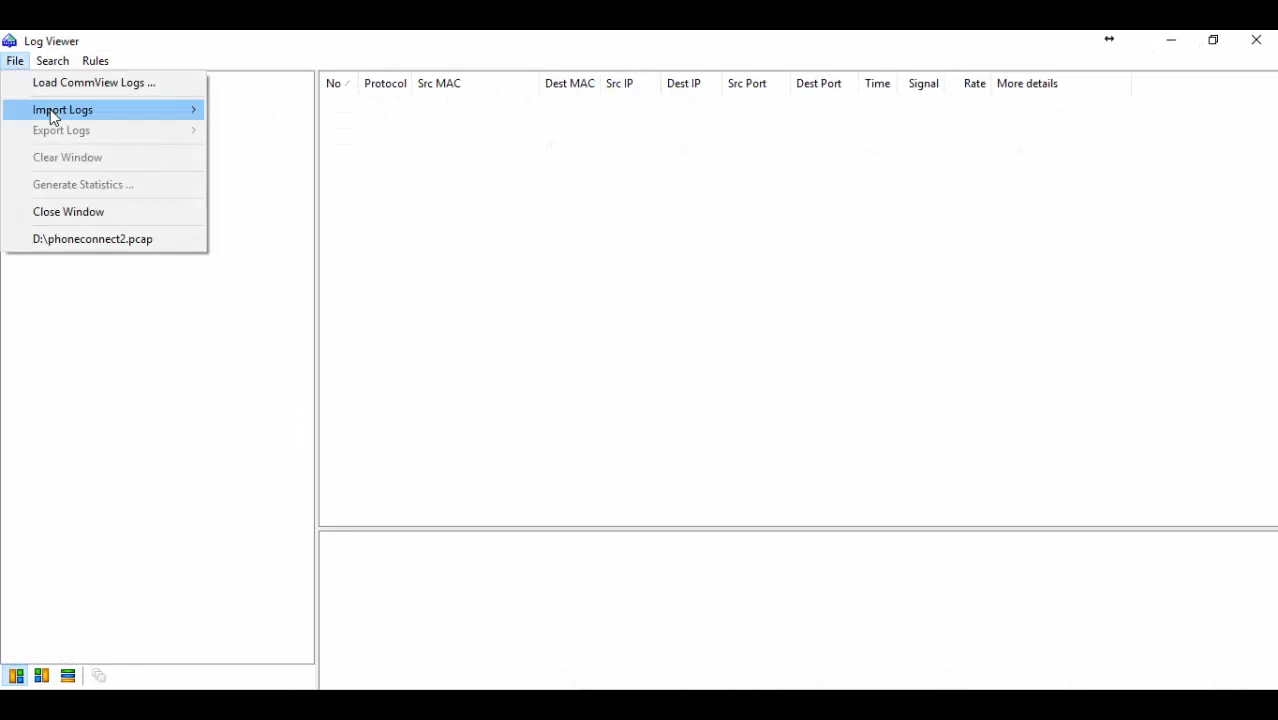 Log Viewer
File Search Rules
Load CommView Logs ...
Import Logs
Export Logs
Clear Window
Generate Statistics ...
Close Window
D:\phoneconnect2.pcap
No Protocol Src MAC Dest MAC Src IP Dest IP Src Port Dest Port Time Signal Rate More details